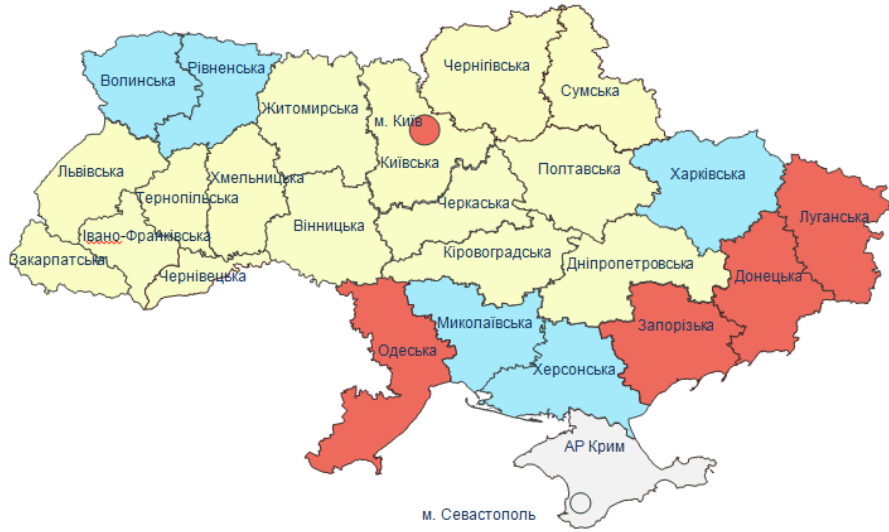 Чернігівська
Волинська
Рівненська
Сумська
Житомирська
м. Київ
Львівська
Київська
Полтавська
Харківська
Хмельницька
Тернопільська
Черкаська
Луганська
Івано-Франківська
Вінницька
Кіровоградська
Закарпатська
Чернівецька
Дніпропетровська
Донецька
Миколаївська
Запорізька
Одеська
Херсонська
АР Крим
м. Севастополь